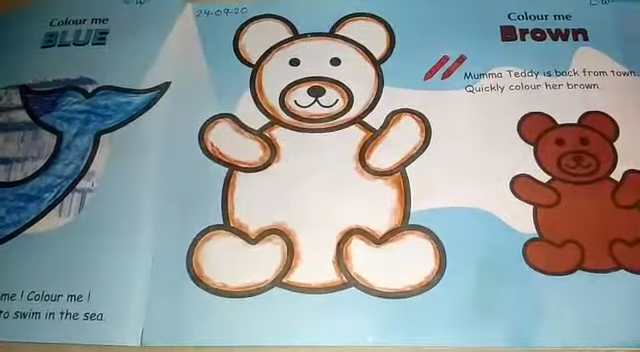 Colour me
BLUE
me ! Colour me !
to swim in the sea.
24-09-20
Colour me
Brown
Mumma Teddy is back from town.
Quickly colour her brown.